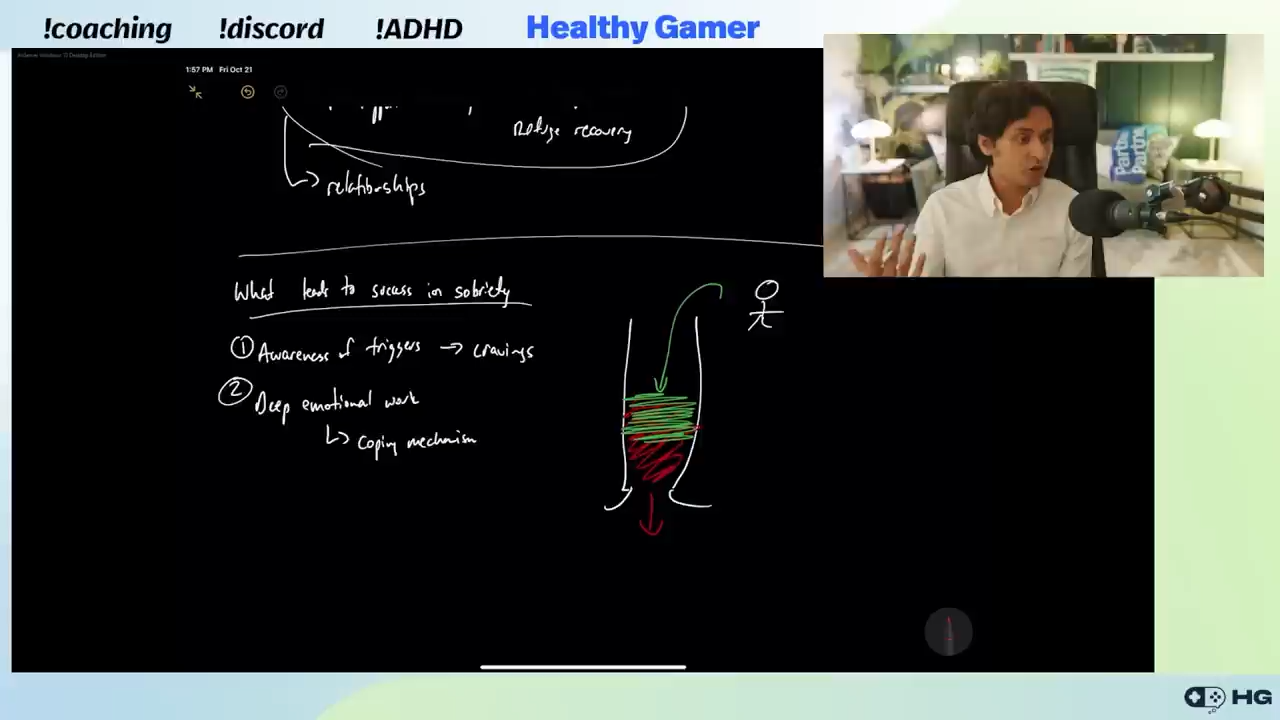 !coaching !discord !ADHD Healthy Gamer
1:57 PM Fri Oct 21
Refuge recovery
relationships
What leads to success in sobriety
① Awareness of triggers → cravings
② Deep emotional work
↳ Coping mechanism
HG